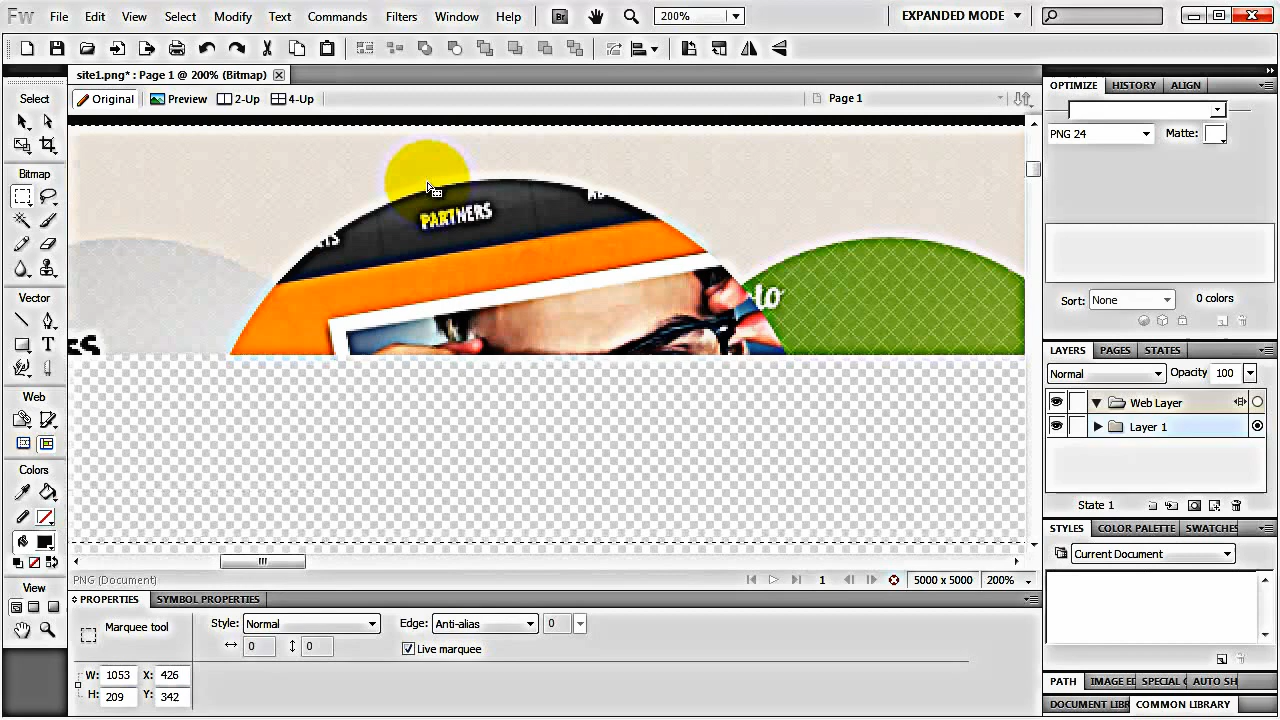 Fw File Edit View Select Modify Text Commands Filters Window Help Br 200% EXPANDED MODE
site1.png* : Page 1 @ 200% (Bitmap)
Original Preview 2-Up 4-Up Page 1
Select
Bitmap
Vector
Web
Colors
View
PARTNERS
to
OPTIMIZE HISTORY ALIGN
PNG 24 Matte:
Sort: None 0 colors
LAYERS PAGES STATES
Normal Opacity 100
Web Layer
Layer 1
State 1
STYLES COLOR PALETTE SWATCHES
Current Document
PNG (Document) 1 5000 x 5000 200%
PROPERTIES SYMBOL PROPERTIES
Marquee tool Style: Normal Edge: Anti-alias 0
0 0 Live marquee
W: 1053 X: 426
H: 209 Y: 342
PATH IMAGE ED SPECIAL C AUTO SH
DOCUMENT LIBR COMMON LIBRARY